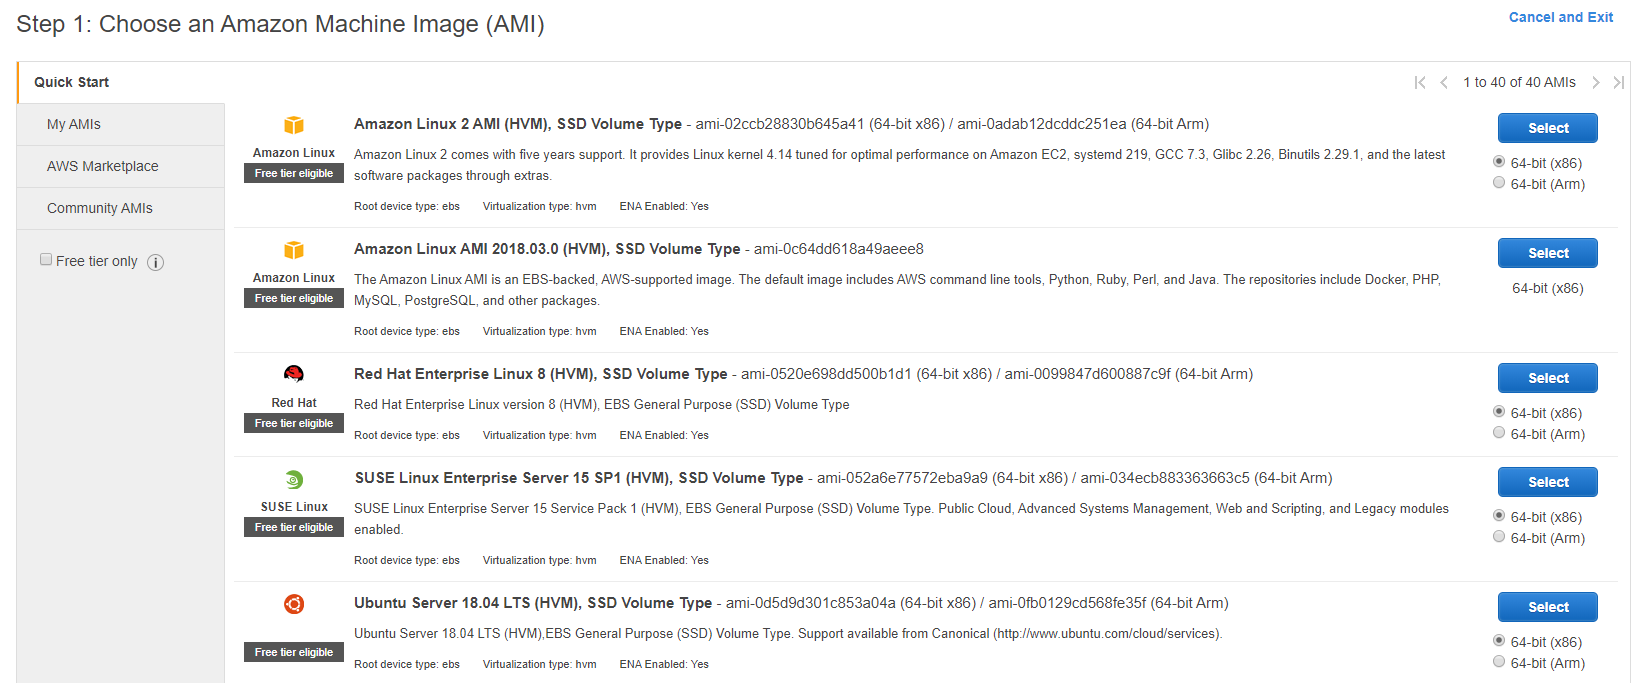 Step 1: Choose an Amazon Machine Image (AMI)
Cancel and Exit
Quick Start
1 to 40 of 40 AMIs
My AMIs
AWS Marketplace
Community AMIs
Free tier only
i
Amazon Linux
Free tier eligible
Amazon Linux 2 AMI (HVM), SSD Volume Type - ami-02ccb28830b645a41 (64-bit x86) / ami-0adab12dcddc251ea (64-bit Arm)
Amazon Linux 2 comes with five years support. It provides Linux kernel 4.14 tuned for optimal performance on Amazon EC2, systemd 219, GCC 7.3, Glibc 2.26, Binutils 2.29.1, and the latest
software packages through extras.
Root device type: ebs Virtualization type: hvm ENA Enabled: Yes
Select
64-bit (x86)
64-bit (Arm)
Amazon Linux
Free tier eligible
Amazon Linux AMI 2018.03.0 (HVM), SSD Volume Type - ami-0c64dd618a49aeee8
The Amazon Linux AMI is an EBS-backed, AWS-supported image. The default image includes AWS command line tools, Python, Ruby, Perl, and Java. The repositories include Docker, PHP,
MySQL, PostgreSQL, and other packages.
Root device type: ebs Virtualization type: hvm ENA Enabled: Yes
Select
64-bit (x86)
Red Hat
Free tier eligible
Red Hat Enterprise Linux 8 (HVM), SSD Volume Type - ami-0520e698dd500b1d1 (64-bit x86) / ami-0099847d600887c9f (64-bit Arm)
Red Hat Enterprise Linux version 8 (HVM), EBS General Purpose (SSD) Volume Type
Root device type: ebs Virtualization type: hvm ENA Enabled: Yes
Select
64-bit (x86)
64-bit (Arm)
SUSE Linux
Free tier eligible
SUSE Linux Enterprise Server 15 SP1 (HVM), SSD Volume Type - ami-052a6e77572eba9a9 (64-bit x86) / ami-034ecb883363663c5 (64-bit Arm)
SUSE Linux Enterprise Server 15 Service Pack 1 (HVM), EBS General Purpose (SSD) Volume Type. Public Cloud, Advanced Systems Management, Web and Scripting, and Legacy modules
enabled.
Root device type: ebs Virtualization type: hvm ENA Enabled: Yes
Select
64-bit (x86)
64-bit (Arm)
Free tier eligible
Ubuntu Server 18.04 LTS (HVM), SSD Volume Type - ami-0d5d9d301c853a04a (64-bit x86) / ami-0fb0129cd568fe35f (64-bit Arm)
Ubuntu Server 18.04 LTS (HVM),EBS General Purpose (SSD) Volume Type. Support available from Canonical (http://www.ubuntu.com/cloud/services).
Root device type: ebs Virtualization type: hvm ENA Enabled: Yes
Select
64-bit (x86)
64-bit (Arm)